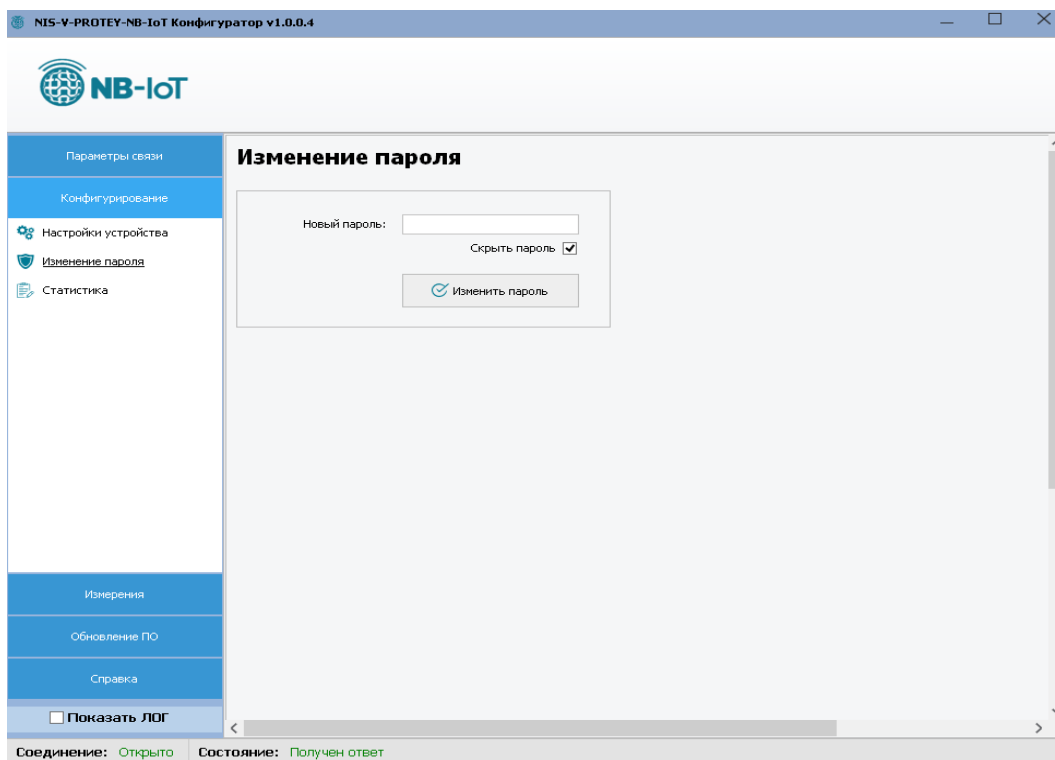 NIS-V-PROTEY-NB-IoT Конфигуратор v1.0.0.4
NB-IoT
Параметры связи
Конфигурирование
Настройки устройства
Изменение пароля
Статистика
Измерения
Обновление ПО
Справка
Показать ЛОГ
Изменение пароля
Новый пароль:
Скрыть пароль
Изменить пароль
Соединение: Открыто Состояние: Получен ответ